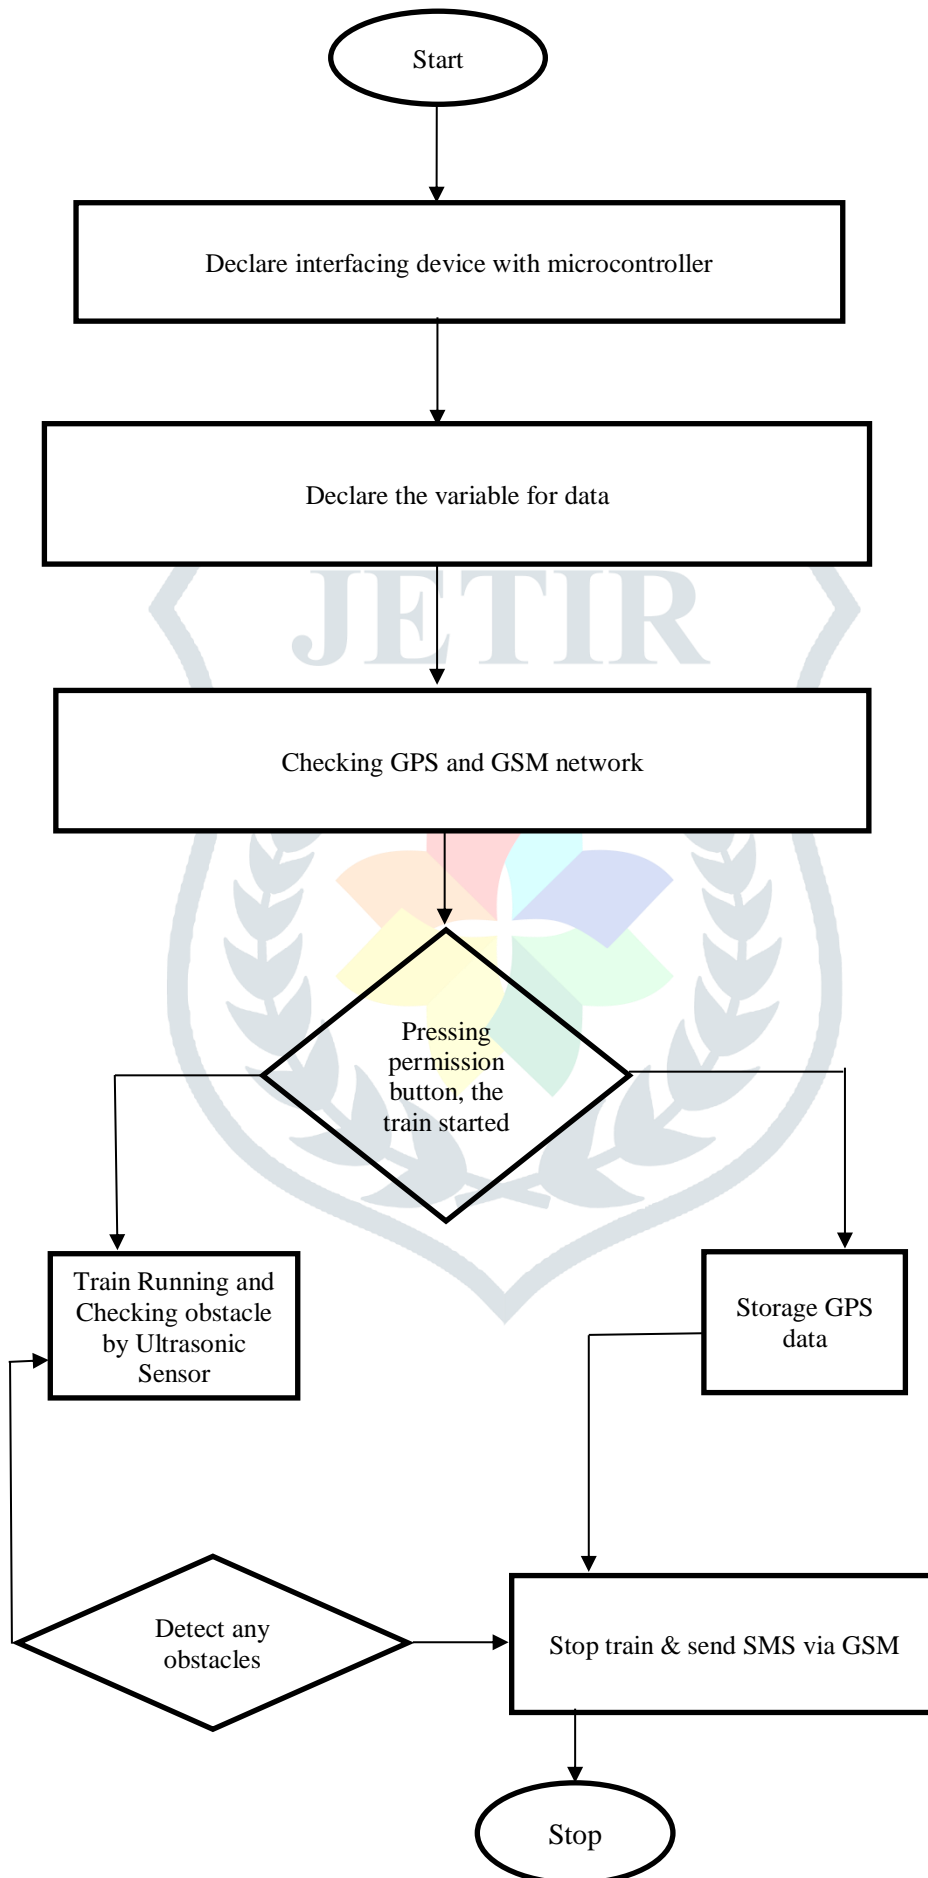 Start
Declare interfacing device with microcontroller
Declare the variable for data
JETIR
Checking GPS and GSM network
Pressing
permission
button, the
train started
Train Running and
Checking obstacle
by Ultrasonic
Sensor
Storage GPS
data
Detect any
obstacles
Stop train & send SMS via GSM
Stop